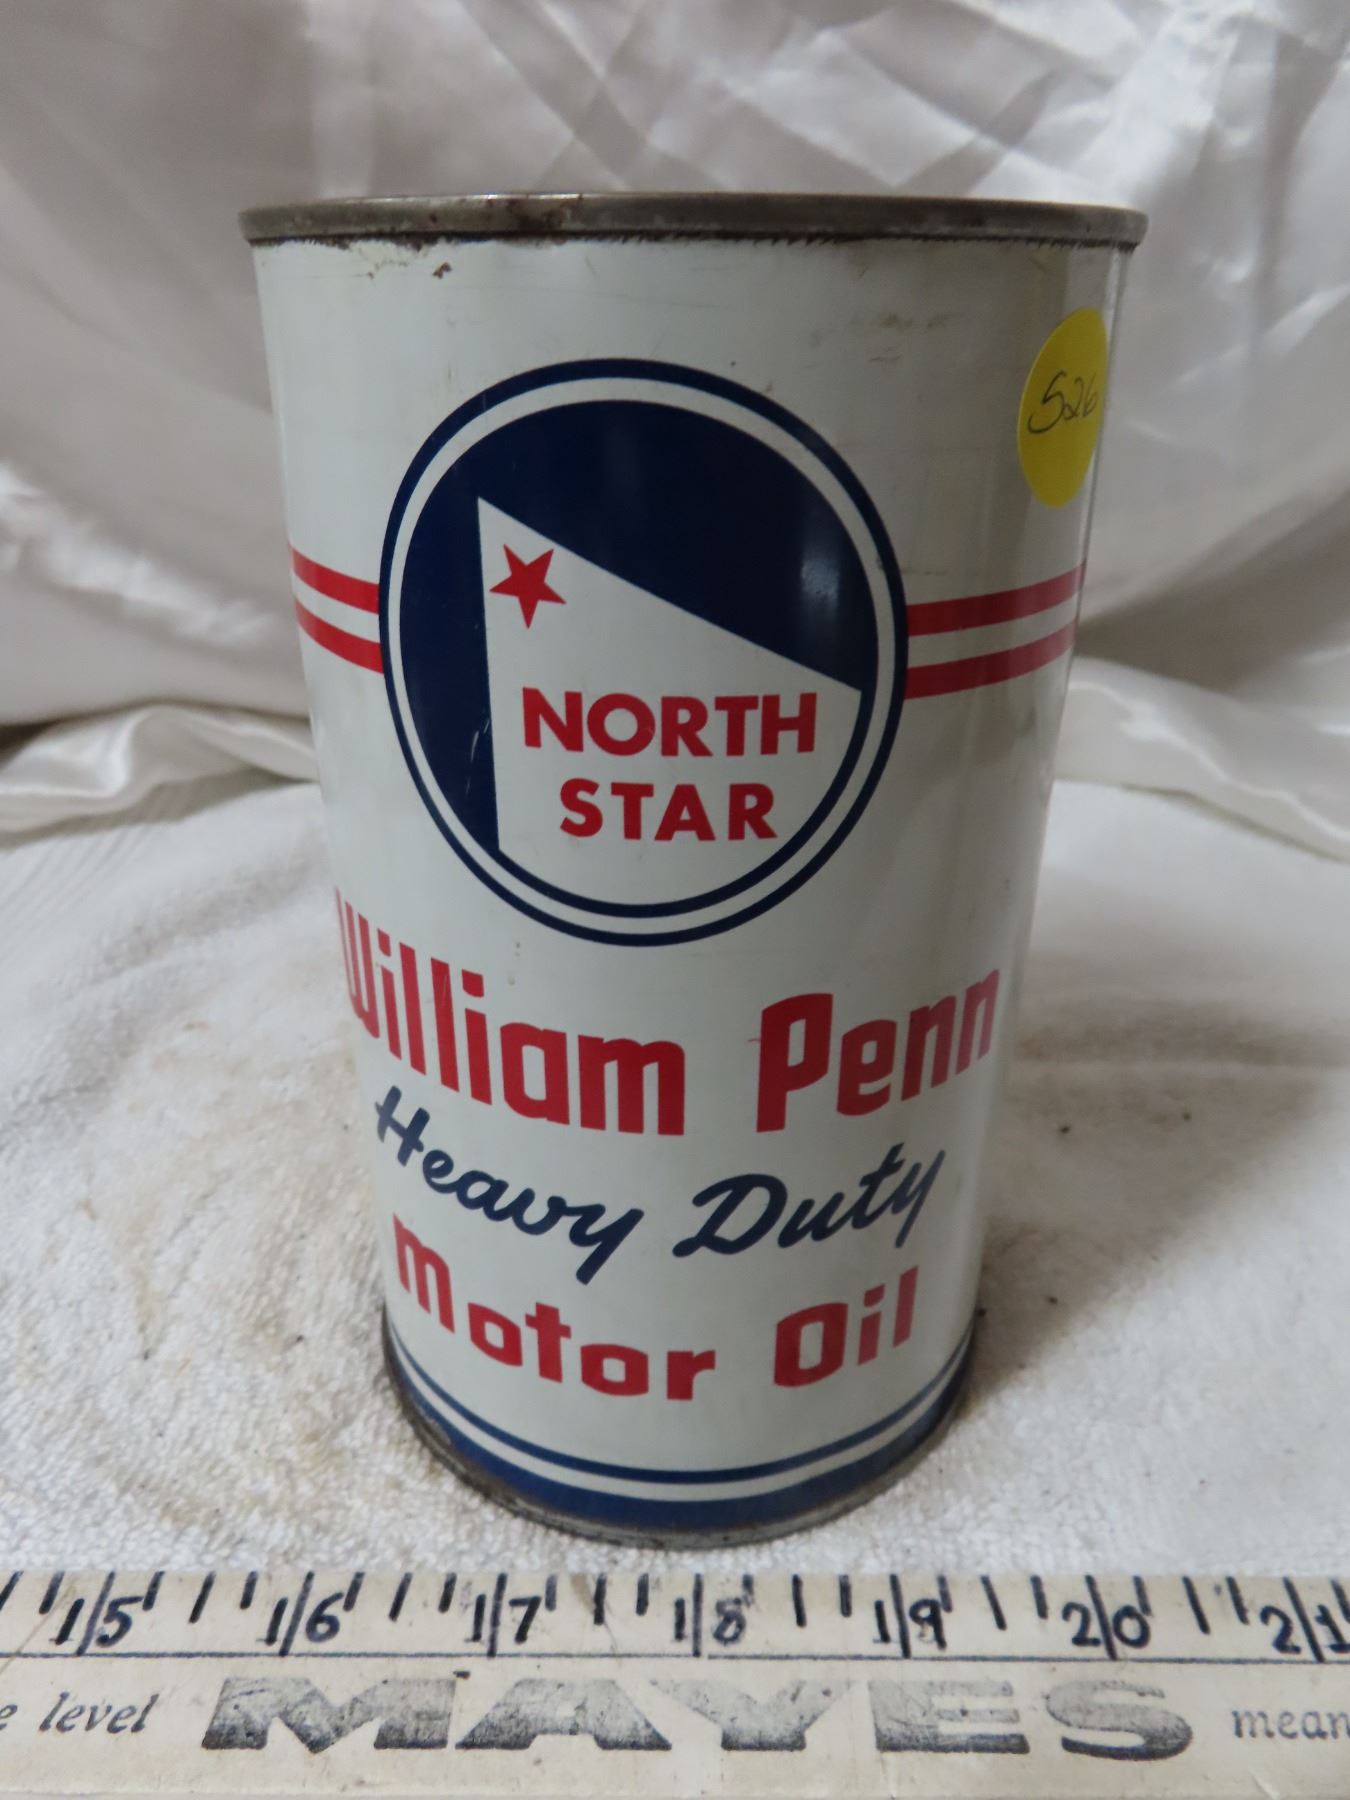 526
NORTH
STAR
William Penn
Heavy Duty
Motor Oil
15 16 17 18 19 20 21
level MAYES mean